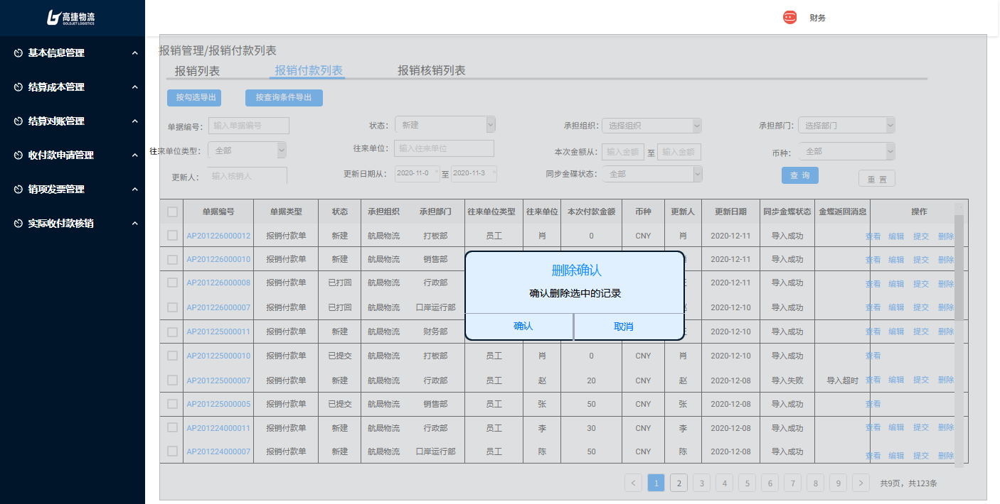 高捷物流
GOLDJET LOGISTICS
财务
基本信息管理
结算成本管理
结算对账管理
收付款申请管理
销项发票管理
实际收付款核销
报销管理/报销付款列表
报销列表 报销付款列表 报销核销列表
按勾选导出 按查询条件导出
单据编号: 输入单据编号 状态: 新建 承担组织: 选择组织 承担部门: 选择部门
往来单位类型: 全部 往来单位: 输入往来单位 本次金额从: 输入金额 至 输入金额 币种: 全部
更新人: 输入核销人 更新日期从: 2020-11-0 至 2020-11-3 同步金蝶状态: 全部 查 询 重 置
单据编号 单据类型 状态 承担组织 承担部门 往来单位类型 往来单位 本次付款金额 币种 更新人 更新日期 同步金蝶状态 金蝶返回消息 操作
AP201226000012 报销付款单 新建 航晟物流 打板部 员工 肖 0 CNY 肖 2020-12-11 导入成功 查看 编辑 提交 删除
AP201226000010 报销付款单 新建 航晟物流 销售部 2020-12-11 导入成功 查看 编辑 提交 删除
AP201226000008 报销付款单 已打回 航晟物流 行政部 2020-12-11 导入成功 查看 编辑 提交 删除
AP201226000007 报销付款单 已打回 航晟物流 口岸运行部 2020-12-10 导入成功 查看 编辑 提交 删除
AP201225000011 报销付款单 新建 航晟物流 财务部 2020-12-10 导入成功 查看 编辑 提交 删除
AP201225000010 报销付款单 已提交 航晟物流 打板部 员工 肖 0 CNY 肖 2020-12-10 导入成功 查看
AP201225000007 报销付款单 新建 航晟物流 行政部 员工 赵 20 CNY 赵 2020-12-08 导入失败 导入超时 查看 编辑 提交 删除
AP201225000005 报销付款单 已提交 航晟物流 销售部 员工 张 50 CNY 张 2020-12-08 导入成功 查看
AP201224000011 报销付款单 新建 航晟物流 行政部 员工 李 30 CNY 李 2020-12-08 导入成功 查看 编辑 提交 删除
AP201224000007 报销付款单 新建 航晟物流 口岸运行部 员工 陈 50 CNY 陈 2020-12-08 导入成功 查看 编辑 提交 删除
删除确认
确认删除选中的记录
确认 取消
< 1 2 3 4 5 6 7 8 9 > 共9页，共123条